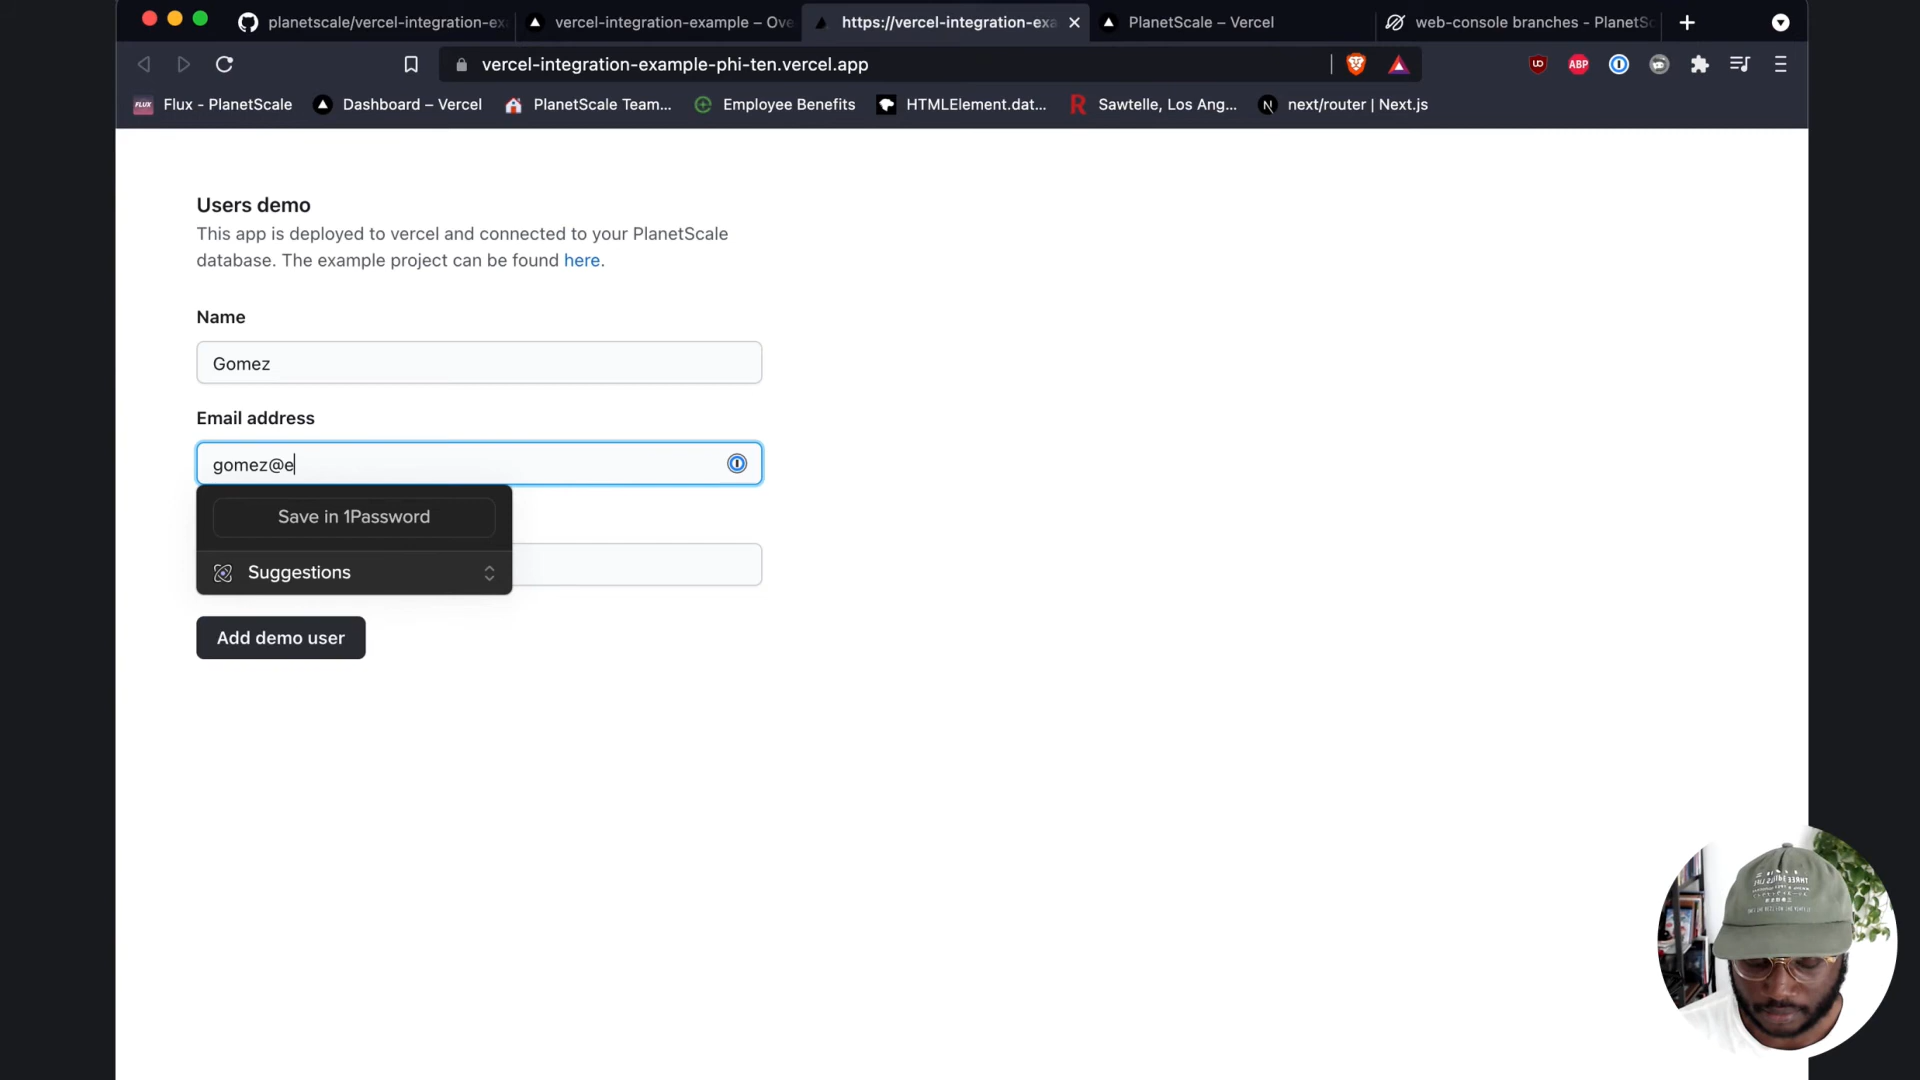 planetscale/vercel-integration-ex
vercel-integration-example – Ove
https://vercel-integration-exa
PlanetScale – Vercel
web-console branches - PlanetSc
vercel-integration-example-phi-ten.vercel.app
ABP
FLUX
Flux - PlanetScale
Dashboard – Vercel
PlanetScale Team...
Employee Benefits
HTMLElement.dat...
R
Sawtelle, Los Ang...
N
next/router | Next.js
Users demo
This app is deployed to vercel and connected to your PlanetScale
database. The example project can be found here.
Name
Gomez
Email address
gomez@e
Save in 1Password
Suggestions
Add demo user